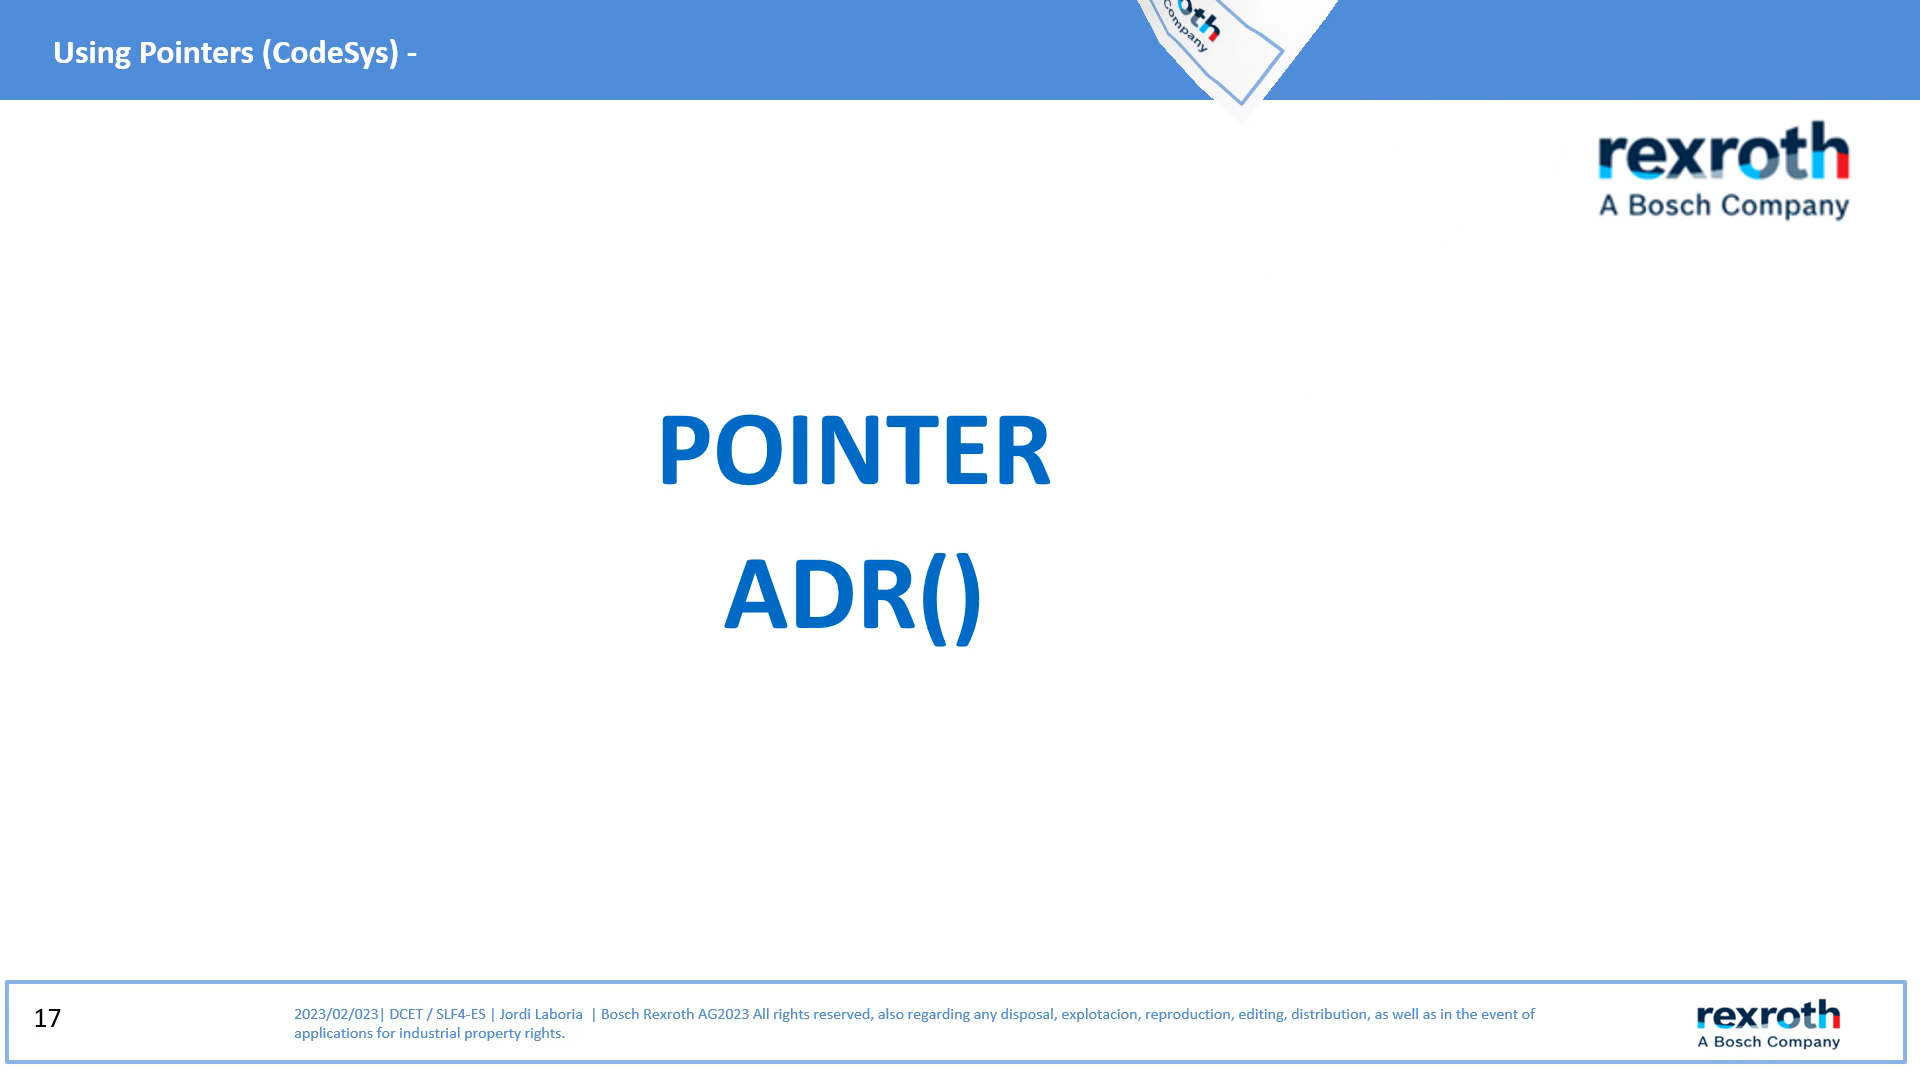 Using Pointers (CodeSys) -
oth
Company
rexroth
A Bosch Company
POINTER
ADR()
17
2023/02/023| DCET / SLF4-ES | Jordi Laboria | Bosch Rexroth AG2023 All rights reserved, also regarding any disposal, explotacion, reproduction, editing, distribution, as well as in the event of
applications for industrial property rights.
rexroth
A Bosch Company